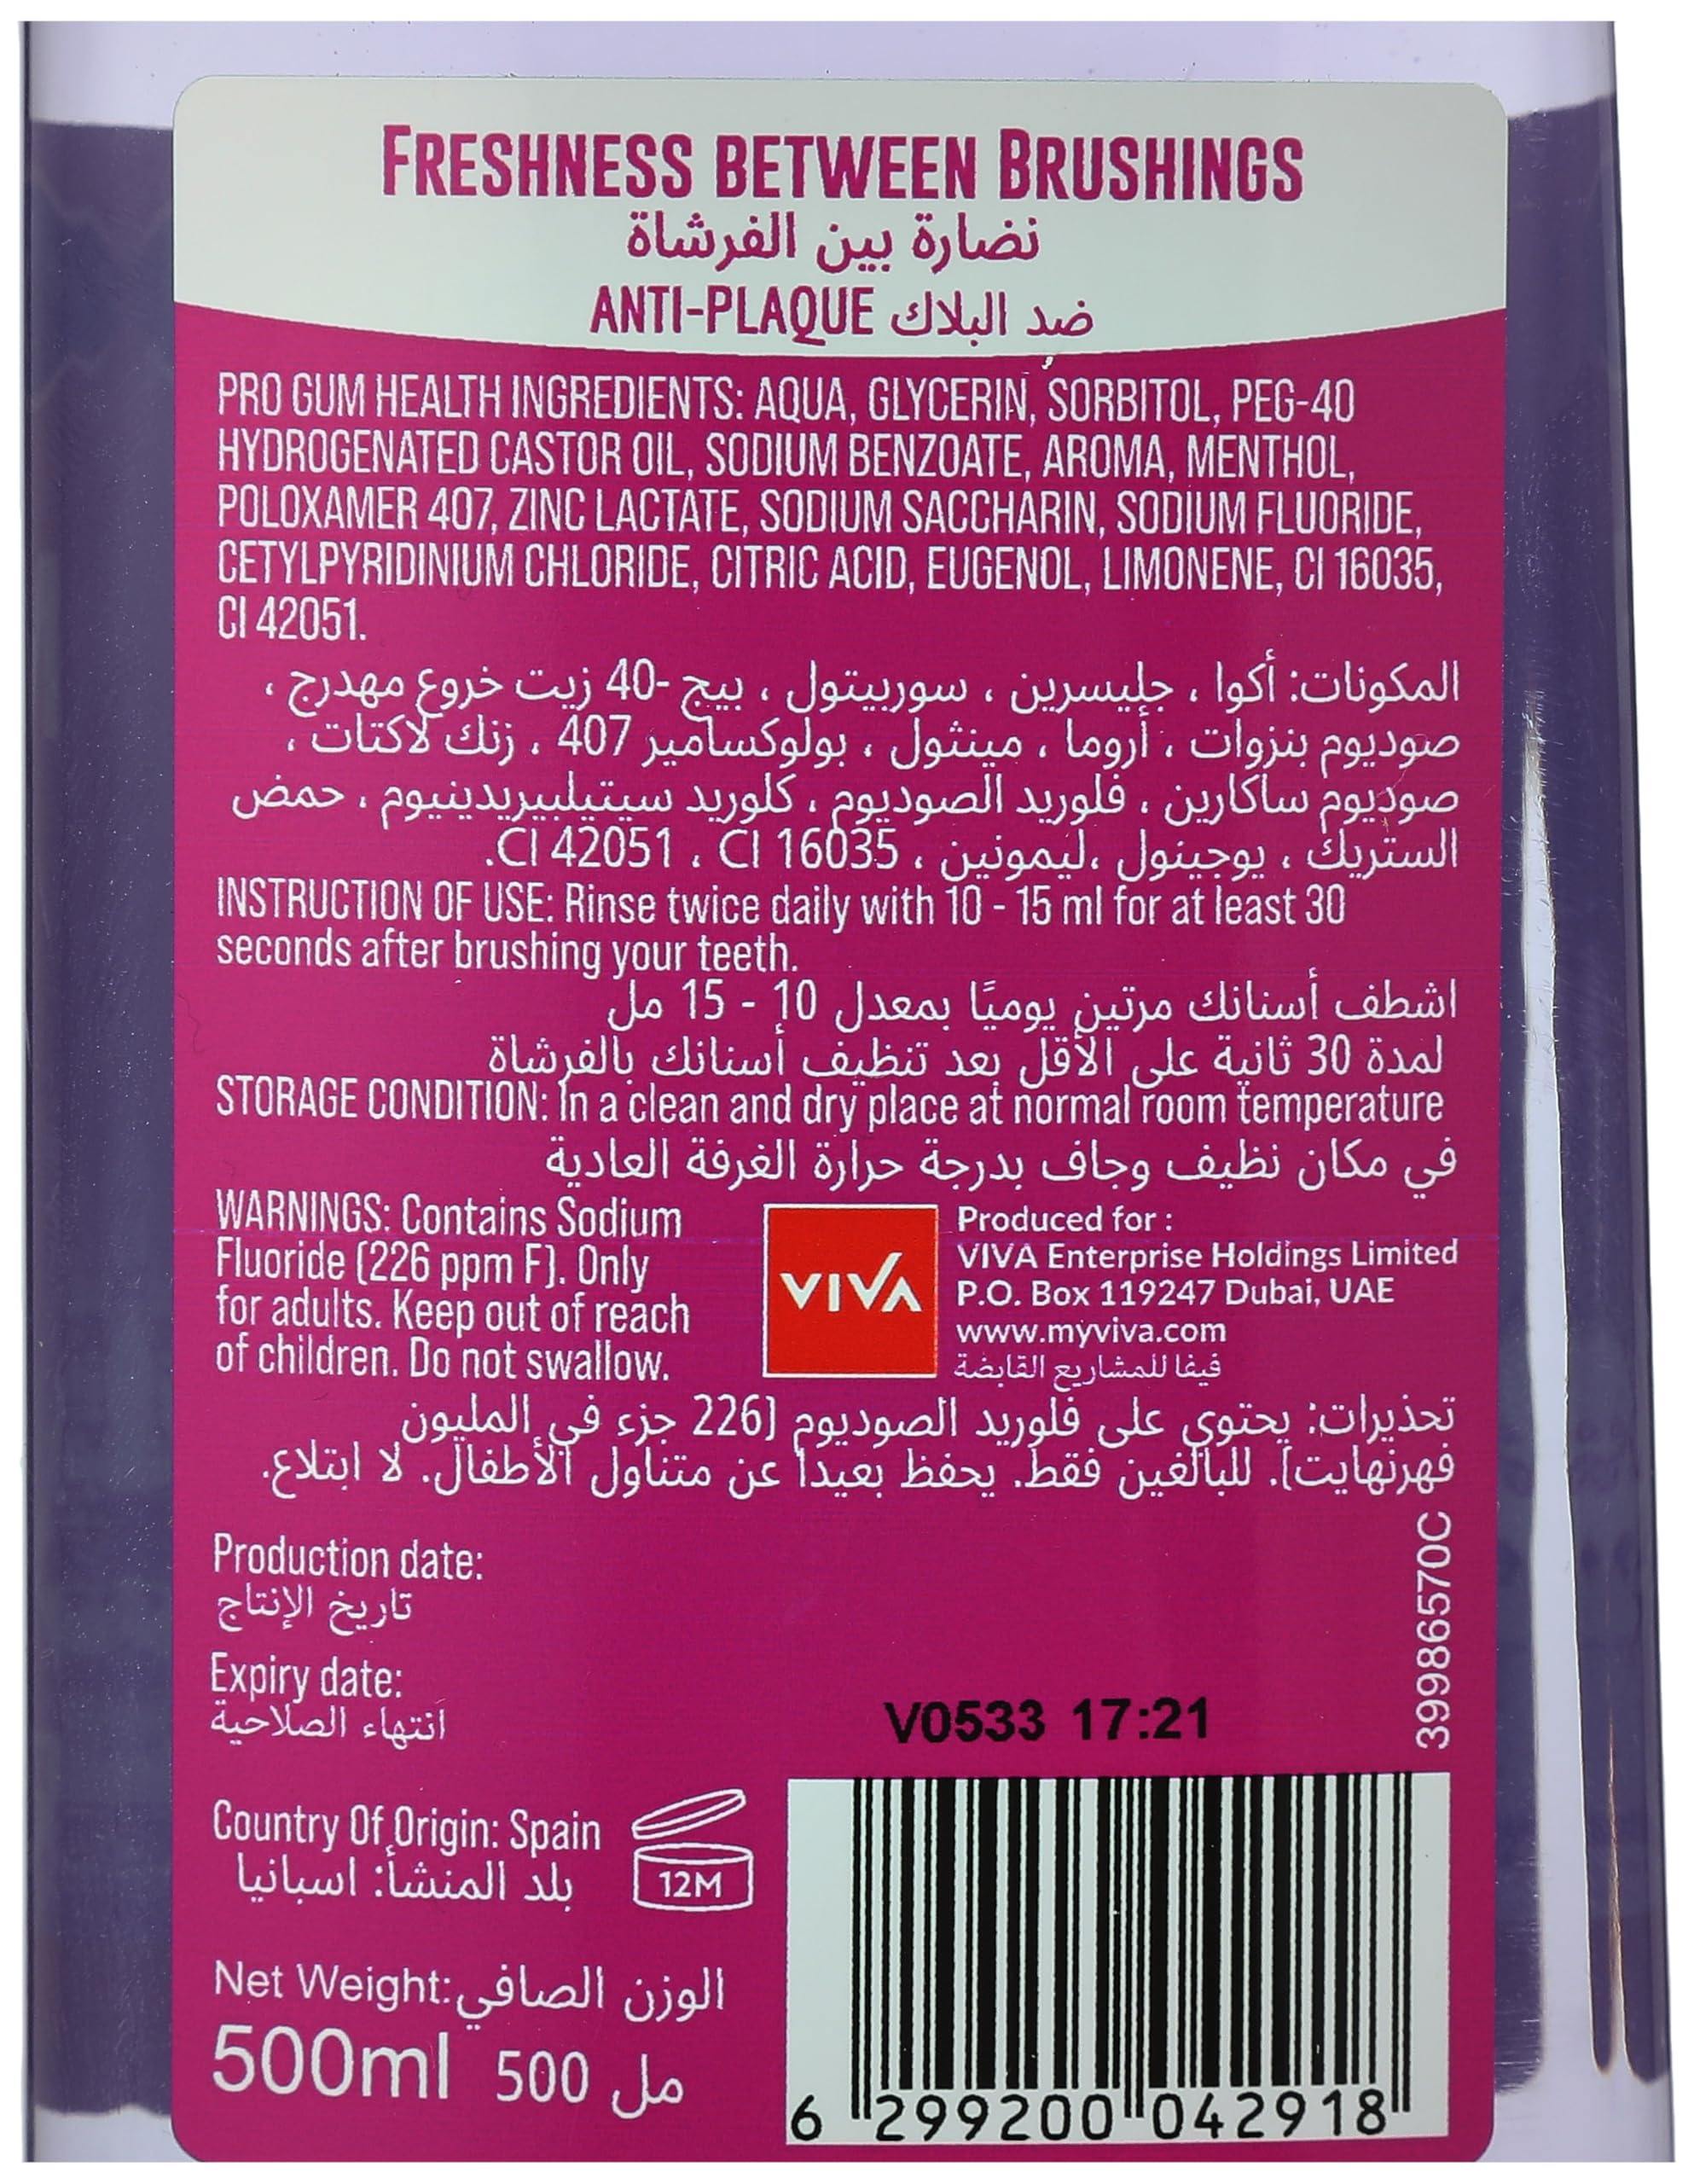 FRESHNESS BETWEEN BRUSHINGS
نضارة بين الفرشاة
ANTI-PLAQUE ضد البلاك
PRO GUM HEALTH INGREDIENTS: AQUA, GLYCERIN, SORBITOL, PEG-40
HYDROGENATED CASTOR OIL, SODIUM BENZOATE, AROMA, MENTHOL,
POLOXAMER 407, ZINC LACTATE, SODIUM SACCHARIN, SODIUM FLUORIDE,
CETYLPYRIDINIUM CHLORIDE, CITRIC ACID, EUGENOL, LIMONENE, CI 16035,
CI 42051.
المكونات: أكوا ، جليسرين ، سوربيتول ، بيج -40 زيت خروع مهدرج ،
صوديوم بنزوات ، أروما ، مينثول ، بولوكسامير 407 ، زنك لاكتات ،
صوديوم ساكارين ، فلوريد الصوديوم ، كلوريد سيتيلبيريدينيوم ، حمض
الستريك ، يوجينول ،ليمونين ، CI 16035 ، CI 42051.
INSTRUCTION OF USE: Rinse twice daily with 10 - 15 ml for at least 30
seconds after brushing your teeth.
اشطف أسنانك مرتين يوميًا بمعدل 10 - 15 مل
لمدة 30 ثانية على الأقل بعد تنظيف أسنانك بالفرشاة
STORAGE CONDITION: In a clean and dry place at normal room temperature
في مكان نظيف وجاف بدرجة حرارة الغرفة العادية
WARNINGS: Contains Sodium
Fluoride (226 ppm F). Only
for adults. Keep out of reach
of children. Do not swallow.
VIVA
Produced for :
VIVA Enterprise Holdings Limited
P.O. Box 119247 Dubai, UAE
www.myviva.com
فيفا للمشاريع القابضة
تحذيرات: يحتوي على فلوريد الصوديوم (226 جزء في المليون
فهرنهايت). للبالغين فقط. يحفظ بعيداً عن متناول الأطفال. لا ابتلاع.
Production date:
تاريخ الإنتاج
Expiry date:
انتهاء الصلاحية
V0533 17:21
399865700C
Country Of Origin: Spain
بلد المنشأ: اسبانيا
12M
Net Weight: الوزن الصافي
500ml 500 مل
6 299200 042918